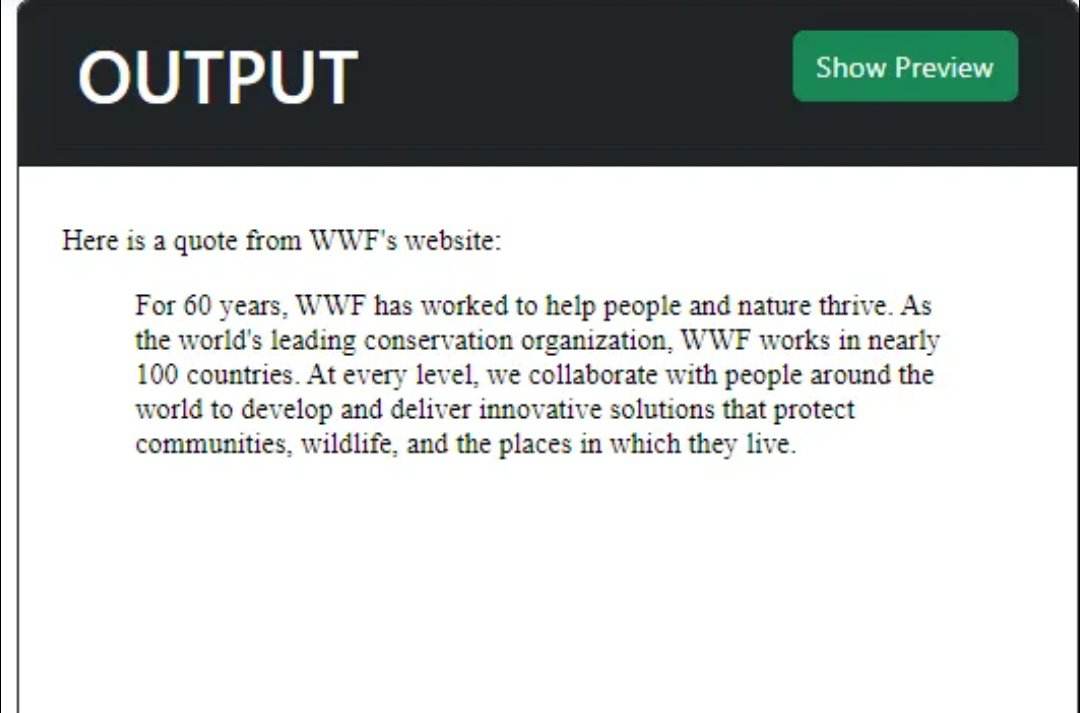 OUTPUT
Show Preview
Here is a quote from WWF's website:
For 60 years, WWF has worked to help people and nature thrive. As
the world's leading conservation organization, WWF works in nearly
100 countries. At every level, we collaborate with people around the
world to develop and deliver innovative solutions that protect
communities, wildlife, and the places in which they live.